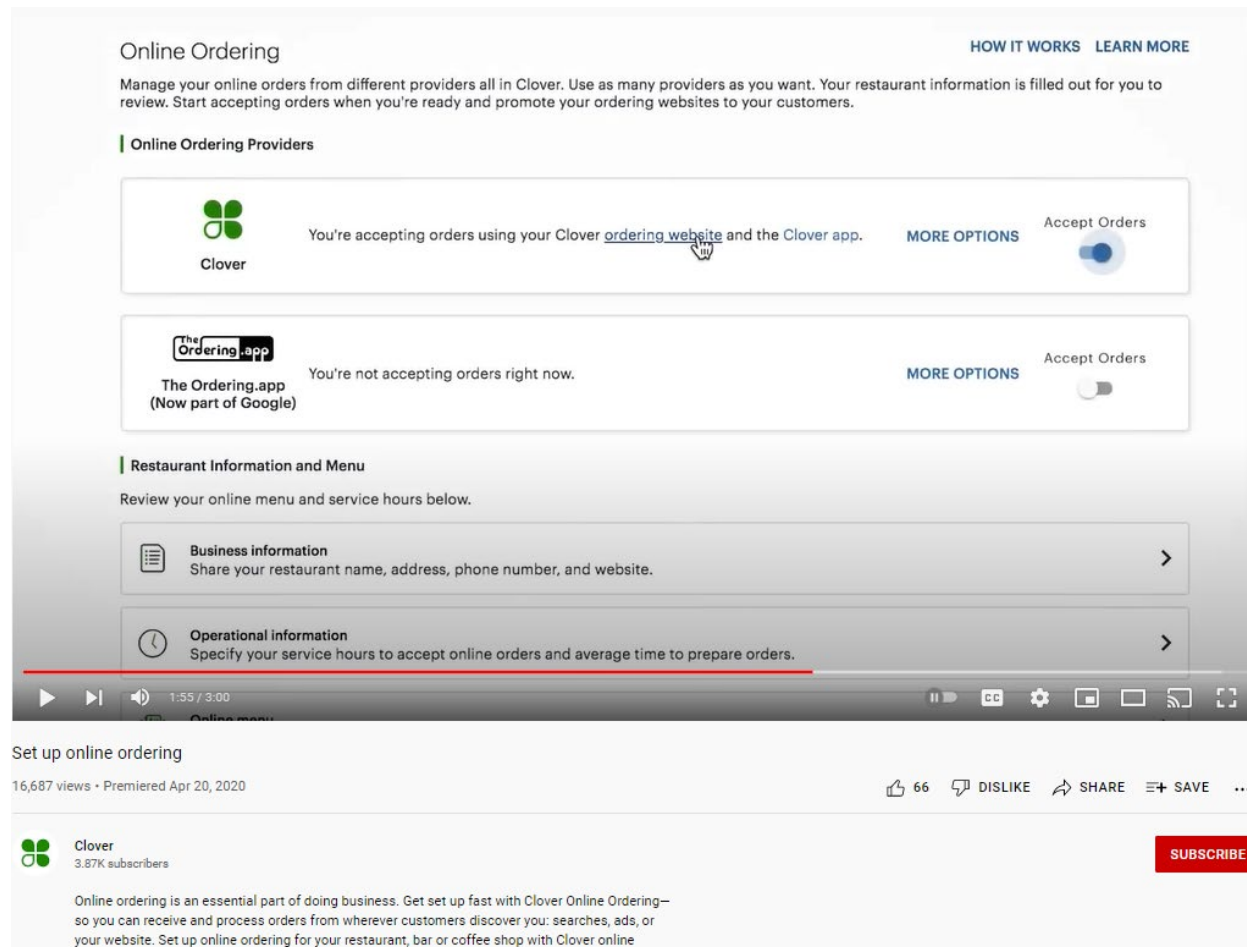 Online Ordering
HOW IT WORKS LEARN MORE
Manage your online orders from different providers all in Clover. Use as many providers as you want. Your restaurant information is filled out for you to
review. Start accepting orders when you're ready and promote your ordering websites to your customers.
Online Ordering Providers
Clover
You're accepting orders using your Clover ordering website and the Clover app.
MORE OPTIONS
Accept Orders
The Ordering.app
The Ordering.app
(Now part of Google)
You're not accepting orders right now.
MORE OPTIONS
Accept Orders
Restaurant Information and Menu
Review your online menu and service hours below.
Business information
Share your restaurant name, address, phone number, and website.
Operational information
Specify your service hours to accept online orders and average time to prepare orders.
1:55 / 3:00
CC
Online menu
Set up online ordering
16,687 views • Premiered Apr 20, 2020
66 DISLIKE SHARE SAVE ...
Clover
3.87K subscribers
SUBSCRIBE
Online ordering is an essential part of doing business. Get set up fast with Clover Online Ordering—
so you can receive and process orders from wherever customers discover you: searches, ads, or
your website. Set up online ordering for your restaurant, bar or coffee shop with Clover online